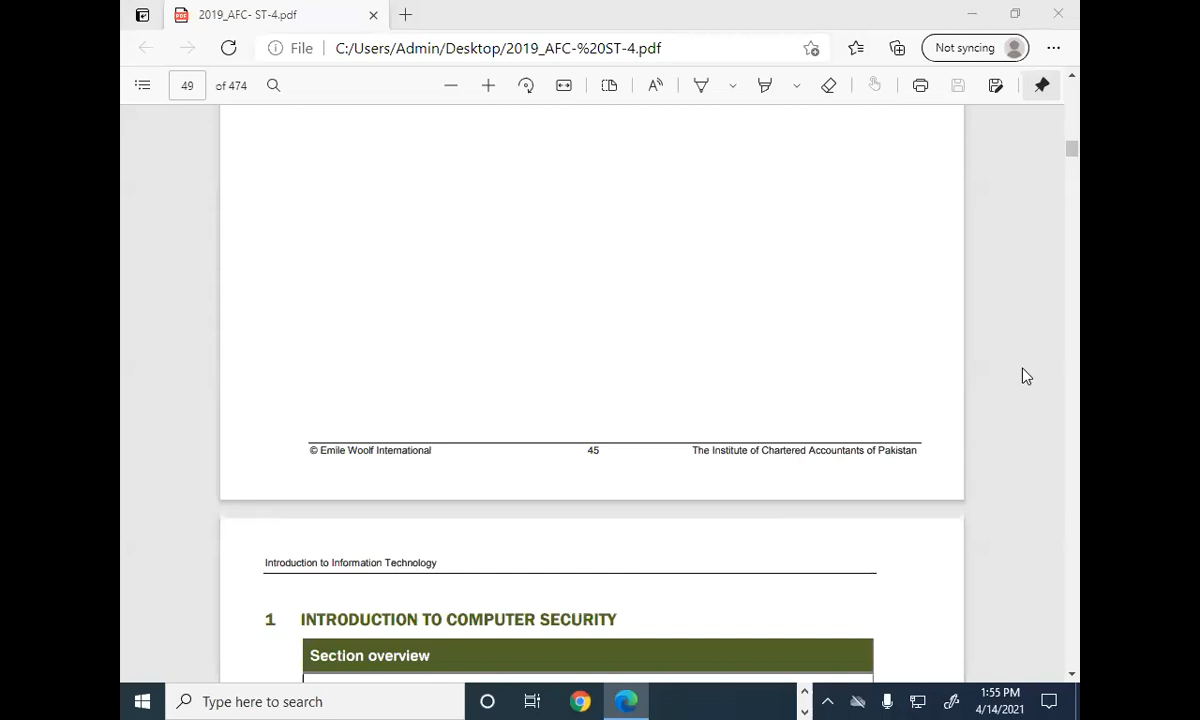 2019_AFC- ST-4.pdf
File C:/Users/Admin/Desktop/2019_AFC-%20ST-4.pdf Not syncing
49 of 474
© Emile Woolf International 45 The Institute of Chartered Accountants of Pakistan
Introduction to Information Technology
1 INTRODUCTION TO COMPUTER SECURITY
Section overview
Type here to search 1:55 PM
4/14/2021